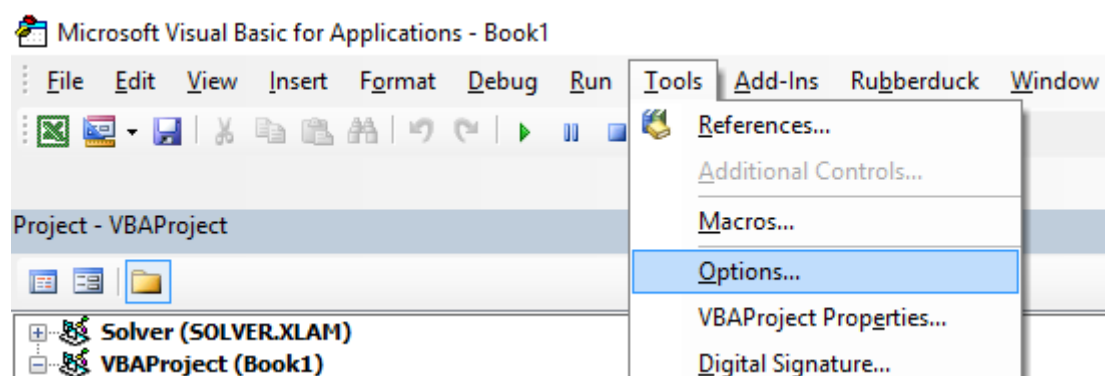 Microsoft Visual Basic for Applications - Book1
File Edit View Insert Format Debug Run Tools Add-Ins Rubberduck Window
References...
Additional Controls...
Project - VBAProject
Macros...
Options...
VBAProject Properties...
Solver (SOLVER.XLAM)
VBAProject (Book1)
Digital Signature...